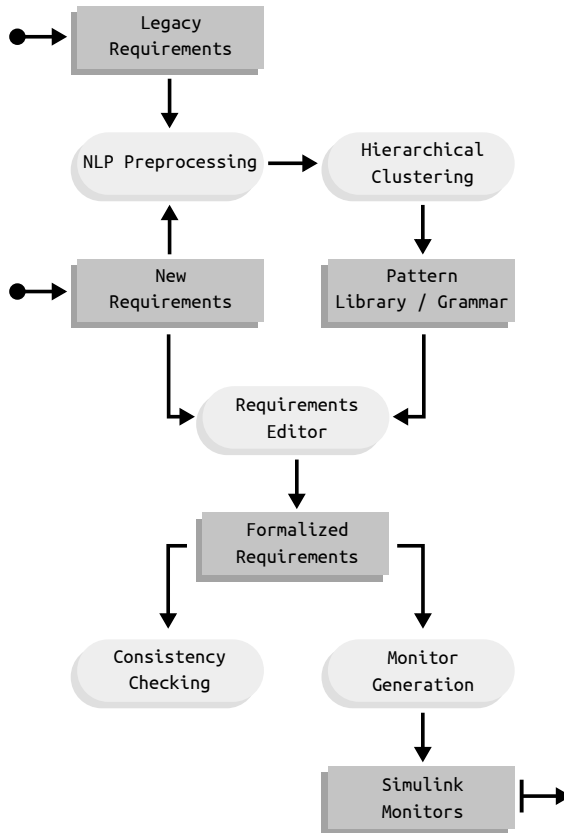 Legacy
Requirements
NLP Preprocessing
Hierarchical
Clustering
New
Requirements
Pattern
Library / Grammar
Requirements
Editor
Formalized
Requirements
Consistency
Checking
Monitor
Generation
Simulink
Monitors